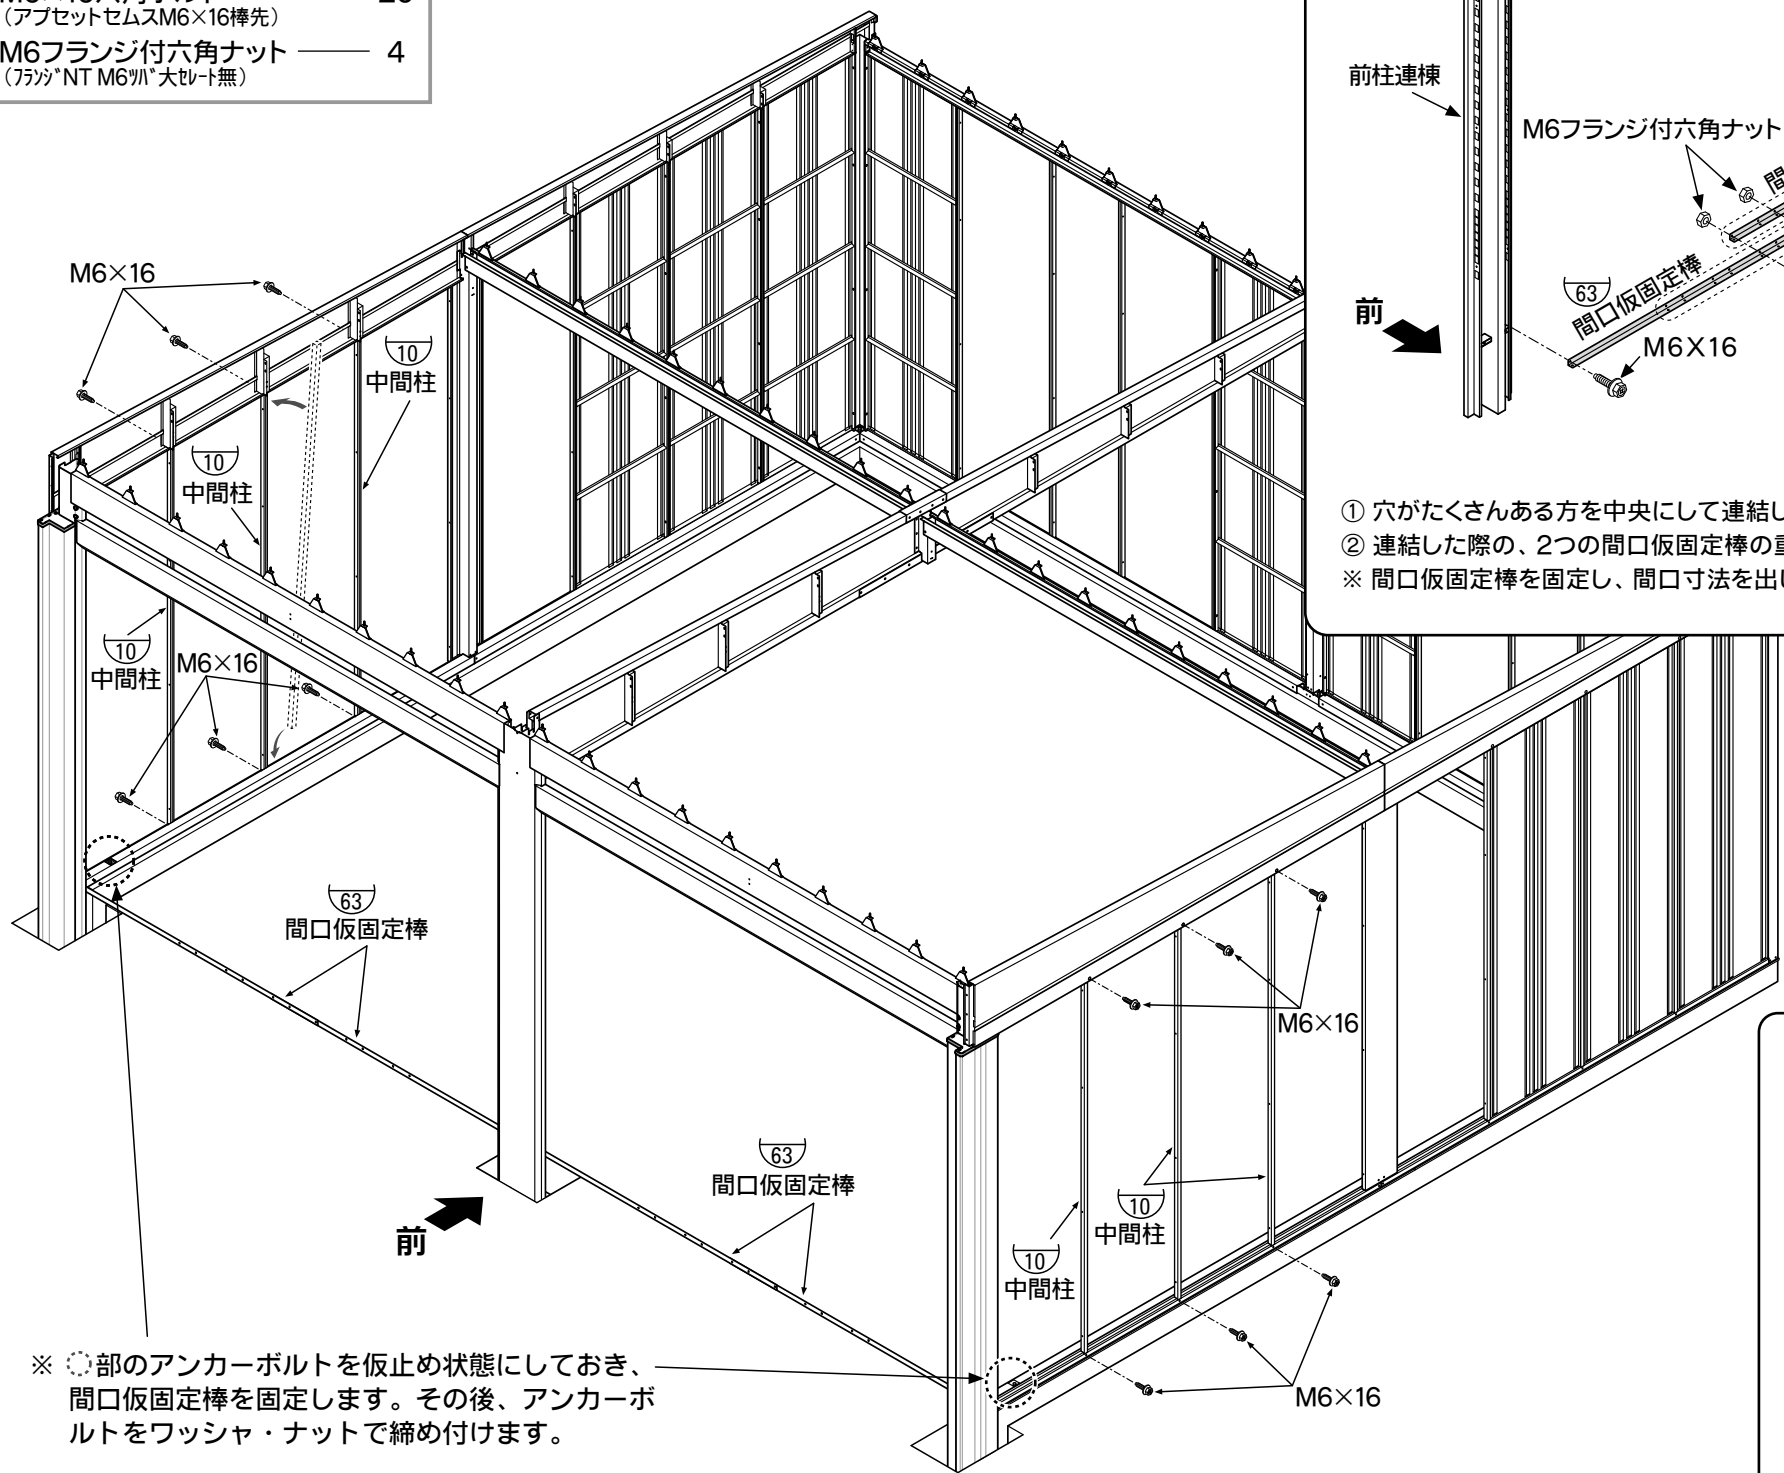 (アプセットセムスM6×16棒先)
M6フランジ付六角ナット —— 4
(フランジNT M6ツバ大セレート無)
前柱連棟
M6フランジ付六角ナット
63
間口仮固定棒
前
M6×16
① 穴がたくさんある方を中央にして連結し
② 連結した際の、2つの間口仮固定棒の重
※ 間口仮固定棒を固定し、間口寸法を出し
M6×16
10
中間柱
10
中間柱
10
中間柱
M6×16
63
間口仮固定棒
63
間口仮固定棒
前
M6×16
10
中間柱
10
中間柱
M6×16
※ 部のアンカーボルトを仮止め状態にしておき、
間口仮固定棒を固定します。その後、アンカーボ
ルトをワッシャ・ナットで締め付けます。